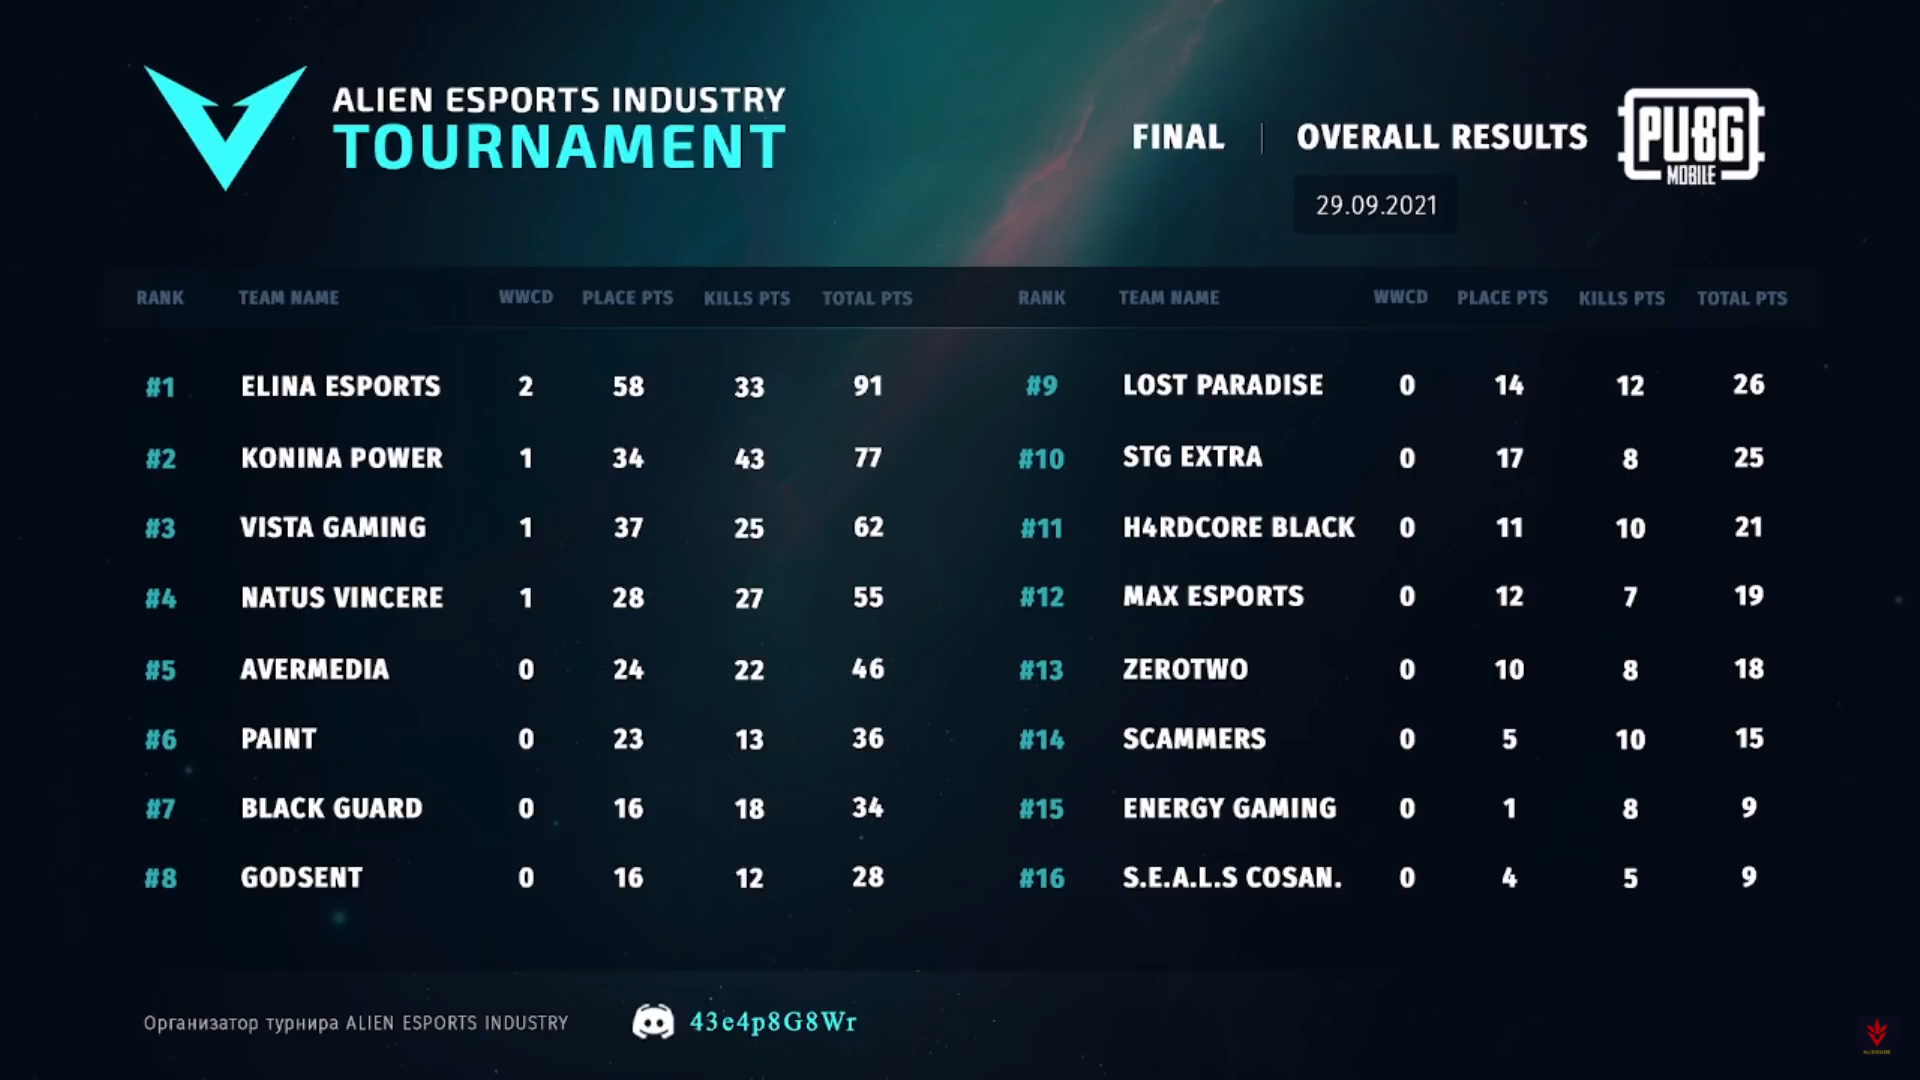 ALIEN ESPORTS INDUSTRY
TOURNAMENT
FINAL | OVERALL RESULTS
PUBG
MOBILE
29.09.2021
RANK TEAM NAME WWCD PLACE PTS KILLS PTS TOTAL PTS RANK TEAM NAME WWCD PLACE PTS KILLS PTS TOTAL PTS
#1 ELINA ESPORTS 2 58 33 91 #9 LOST PARADISE 0 14 12 26
#2 KONINA POWER 1 34 43 77 #10 STG EXTRA 0 17 8 25
#3 VISTA GAMING 1 37 25 62 #11 H4RDCORE BLACK 0 11 10 21
#4 NATUS VINCERE 1 28 27 55 #12 MAX ESPORTS 0 12 7 19
#5 AVERMEDIA 0 24 22 46 #13 ZEROTWO 0 10 8 18
#6 PAINT 0 23 13 36 #14 SCAMMERS 0 5 10 15
#7 BLACK GUARD 0 16 18 34 #15 ENERGY GAMING 0 1 8 9
#8 GODSENT 0 16 12 28 #16 S.E.A.L.S COSAN. 0 4 5 9
Организатор турнира ALIEN ESPORTS INDUSTRY 43e4p8G8Wr